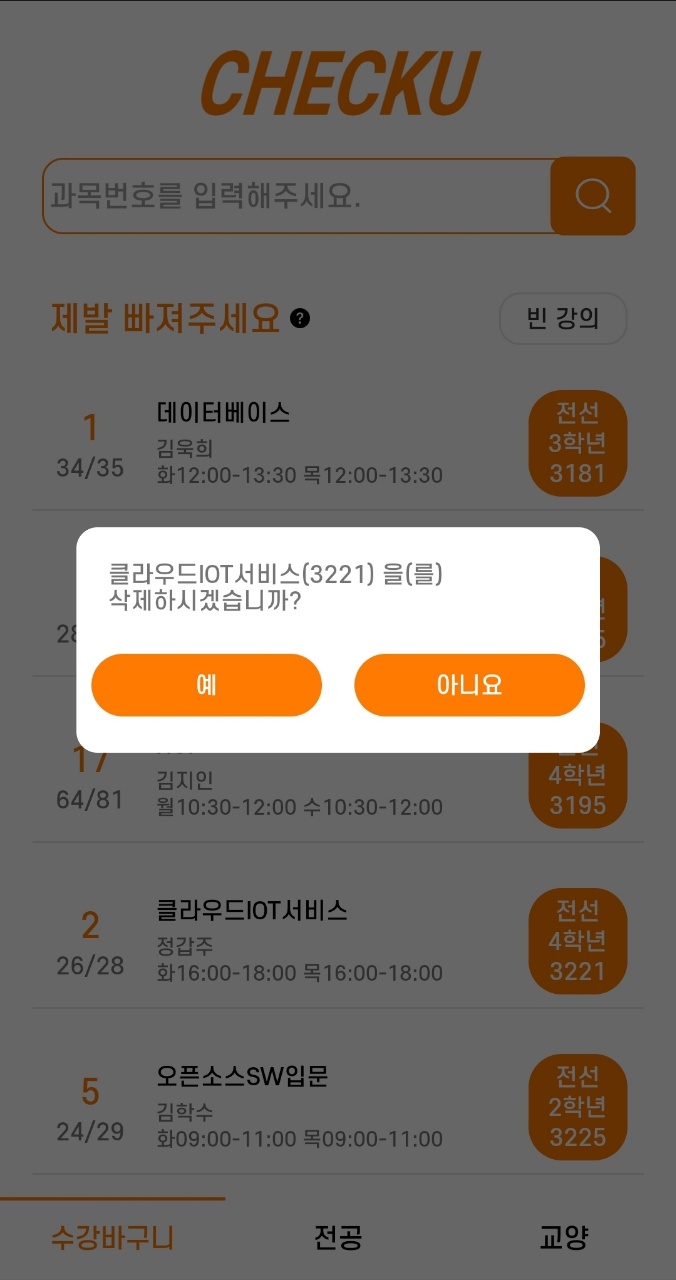 CHECKU
과목번호를 입력해주세요.
제발 빠져주세요 ?
빈 강의
1
34/35
데이터베이스
김욱희
화12:00-13:30 목12:00-13:30
전선
3학년
3181
클라우드IOT서비스(3221) 을(를)
삭제하시겠습니까?
예
아니요
17
64/81
김지인
월10:30-12:00 수10:30-12:00
4학년
3195
2
26/28
클라우드IOT서비스
정갑주
화16:00-18:00 목16:00-18:00
전선
4학년
3221
5
24/29
오픈소스SW입문
김학수
화09:00-11:00 목09:00-11:00
전선
2학년
3225
수강바구니
전공
교양